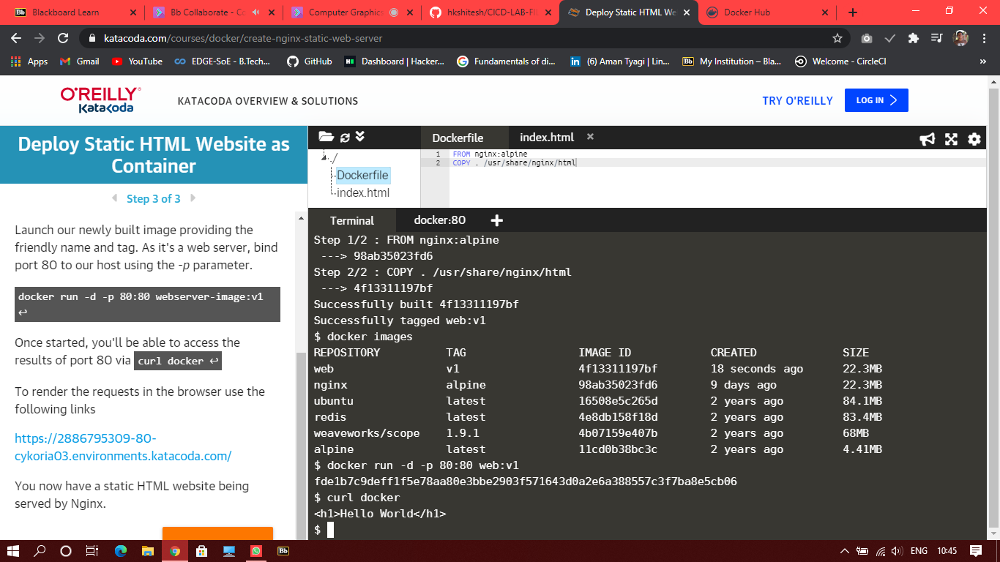 Blackboard Learn
Bb Collaborate - Co
Computer Graphics
hkshitesh/CICD-LAB-FIL
Deploy Static HTML We
Docker Hub
katacoda.com/courses/docker/create-nginx-static-web-server
Apps
Gmail
YouTube
EDGE-SoE - B.Tech...
GitHub
Dashboard | Hacker...
Fundamentals of di...
(6) Aman Tyagi | Lin...
My Institution – Bla...
Welcome - CircleCI
O'REILLY
KataKoda
KATACODA OVERVIEW & SOLUTIONS
TRY O'REILLY
LOG IN
Deploy Static HTML Website as
Container
Step 3 of 3
Launch our newly built image providing the
friendly name and tag. As it's a web server, bind
port 80 to our host using the -p parameter.
docker run -d -p 80:80 webserver-image:v1
↩
Once started, you'll be able to access the
results of port 80 via curl docker ↩
To render the requests in the browser use the
following links
https://2886795309-80-
cykoria03.environments.katacoda.com/
You now have a static HTML website being
served by Nginx.
./
Dockerfile
index.html
Dockerfile
index.html
1 FROM nginx:alpine
2 COPY . /usr/share/nginx/html
Terminal
docker:80
Step 1/2 : FROM nginx:alpine
---> 98ab35023fd6
Step 2/2 : COPY . /usr/share/nginx/html
---> 4f13311197bf
Successfully built 4f13311197bf
Successfully tagged web:v1
$ docker images
REPOSITORY TAG IMAGE ID CREATED SIZE
web v1 4f13311197bf 18 seconds ago 22.3MB
nginx alpine 98ab35023fd6 9 days ago 22.3MB
ubuntu latest 16508e5c265d 2 years ago 84.1MB
redis latest 4e8db158f18d 2 years ago 83.4MB
weaveworks/scope 1.9.1 4b07159e407b 2 years ago 68MB
alpine latest 11cd0b38bc3c 2 years ago 4.41MB
$ docker run -d -p 80:80 web:v1
fde1b7c9deff1f5e78aa80e3bbe2903f571643d0a2e6a388557c3f7ba8e5cb06
$ curl docker
<h1>Hello World</h1>
$
ENG
10:45